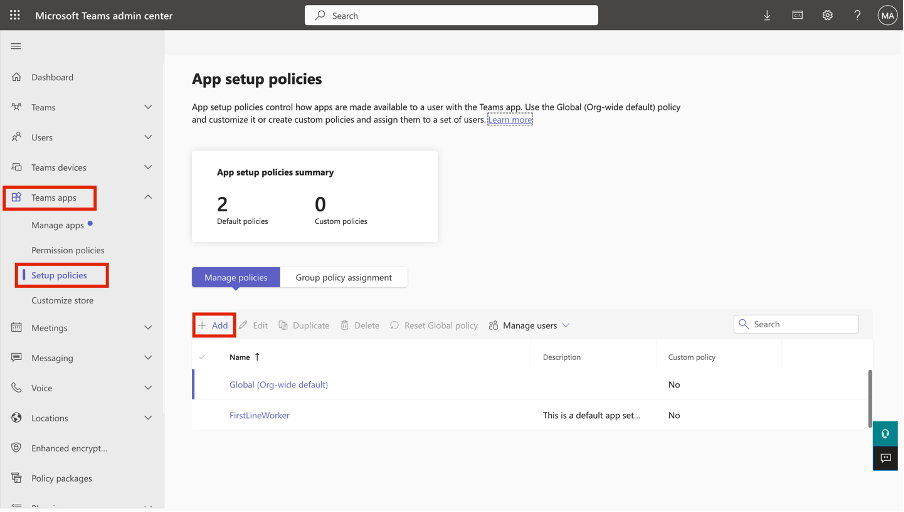 Microsoft Teams admin center
Search
MA
Dashboard
Teams
Users
Teams devices
Teams apps
Manage apps
Permission policies
Setup policies
Customize store
Meetings
Messaging
Voice
Locations
Enhanced encrypt...
Policy packages
App setup policies
App setup policies control how apps are made available to a user with the Teams app. Use the Global (Org-wide default) policy
and customize it or create custom policies and assign them to a set of users. Learn more
App setup policies summary
2 0
Default policies Custom policies
Manage policies Group policy assignment
+ Add Edit Duplicate Delete Reset Global policy Manage users Search
Name ↑ Description Custom policy
Global (Org-wide default) No
FirstLineWorker This is a default app set... No